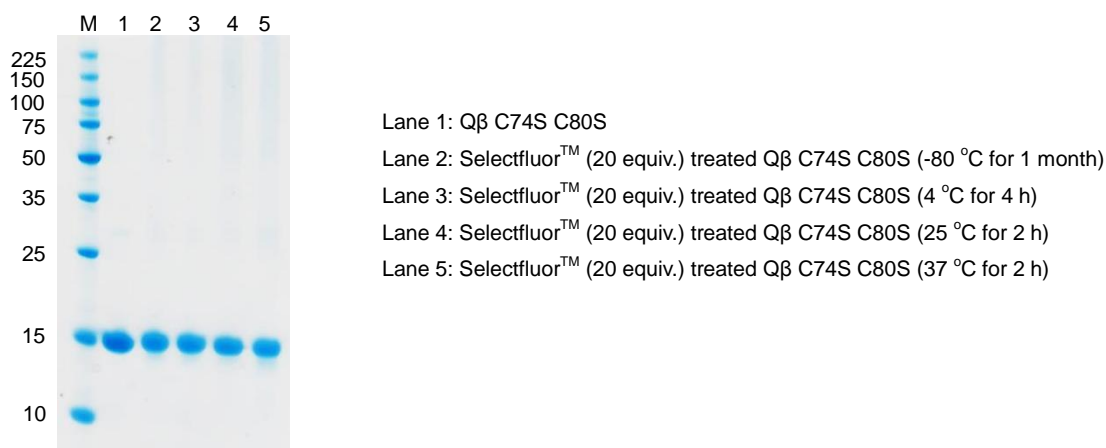 M 1 2 3 4 5
225
150
100
75
50
35
25
15
10
Lane 1: Qβ C74S C80S
Lane 2: Selectfluor™ (20 equiv.) treated Qβ C74S C80S (-80 °C for 1 month)
Lane 3: Selectfluor™ (20 equiv.) treated Qβ C74S C80S (4 °C for 4 h)
Lane 4: Selectfluor™ (20 equiv.) treated Qβ C74S C80S (25 °C for 2 h)
Lane 5: Selectfluor™ (20 equiv.) treated Qβ C74S C80S (37 °C for 2 h)